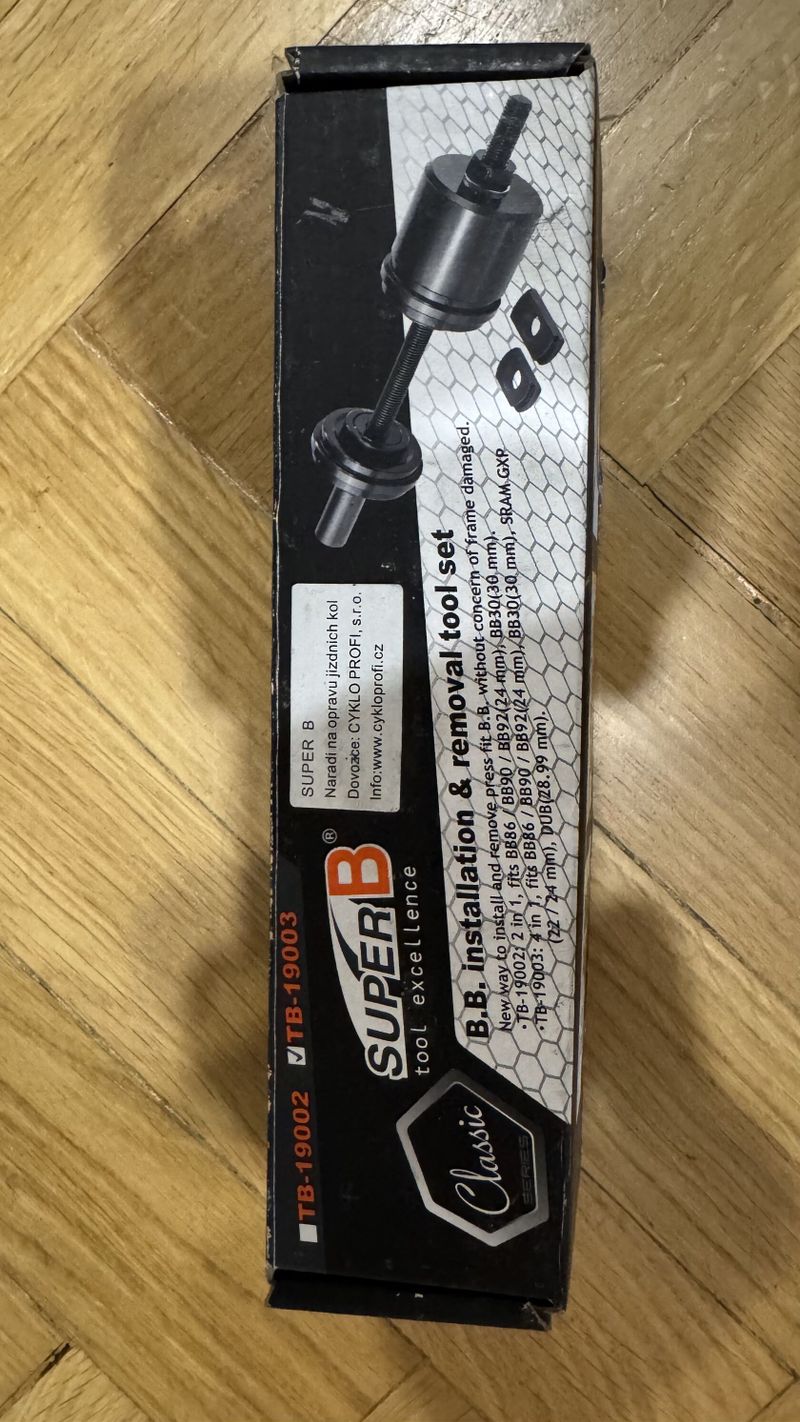 TB-19002 TB-19003
SUPER B®
tool excellence
SUPER B
Naradi na opravu jizdnich kol
Dovozce: CYKLO PROFI, s.r.o.
Info:www.cykloprofi.cz
Classic
SERIES
B.B. installation & removal tool set
New way to install and remove press fit B.B. without concern of frame damaged.
•TB-19002: 2 in 1, fits BB86 / BB90 / BB92(24 mm), BB30(30 mm).
•TB-19003: 4 in 1, fits BB86 / BB90 / BB92(24 mm), BB30(30 mm), SRAM GXP
(22 / 24 mm), DUB(28.99 mm).